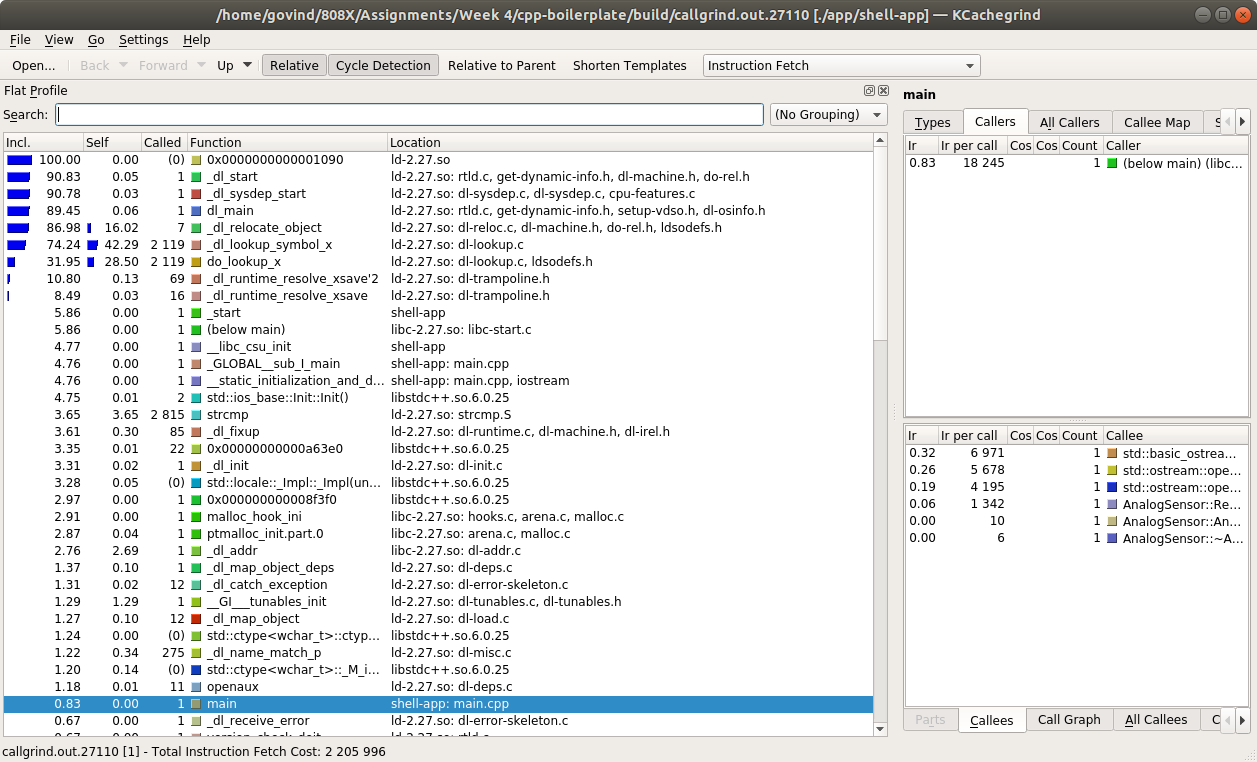 /home/govind/808X/Assignments/Week 4/cpp-boilerplate/build/callgrind.out.27110 [./app/shell-app] — KCachegrind
File View Go Settings Help
Open... Back Forward Up Relative Cycle Detection Relative to Parent Shorten Templates Instruction Fetch
Flat Profile
Search: (No Grouping)
Incl. Self Called Function Location
100.00 0.00 (0) 0x0000000000001090 ld-2.27.so
90.83 0.05 1 _dl_start ld-2.27.so: rtld.c, get-dynamic-info.h, dl-machine.h, do-rel.h
90.78 0.03 1 _dl_sysdep_start ld-2.27.so: dl-sysdep.c, dl-sysdep.c, cpu-features.c
89.45 0.06 1 dl_main ld-2.27.so: rtld.c, get-dynamic-info.h, setup-vdso.h, dl-osinfo.h
86.98 16.02 7 _dl_relocate_object ld-2.27.so: dl-reloc.c, dl-machine.h, do-rel.h, ldsodefs.h
74.24 42.29 2 119 _dl_lookup_symbol_x ld-2.27.so: dl-lookup.c
31.95 28.50 2 119 do_lookup_x ld-2.27.so: dl-lookup.c, ldsodefs.h
10.80 0.13 69 _dl_runtime_resolve_xsave'2 ld-2.27.so: dl-trampoline.h
8.49 0.03 16 _dl_runtime_resolve_xsave ld-2.27.so: dl-trampoline.h
5.86 0.00 1 _start shell-app
5.86 0.00 1 (below main) libc-2.27.so: libc-start.c
4.77 0.00 1 __libc_csu_init shell-app
4.76 0.00 1 _GLOBAL__sub_I_main shell-app: main.cpp
4.76 0.00 1 __static_initialization_and_d... shell-app: main.cpp, iostream
4.75 0.01 2 std::ios_base::Init::Init() libstdc++.so.6.0.25
3.65 3.65 2 815 strcmp ld-2.27.so: strcmp.S
3.61 0.30 85 _dl_fixup ld-2.27.so: dl-runtime.c, dl-machine.h, dl-irel.h
3.35 0.01 22 0x00000000000a63e0 libstdc++.so.6.0.25
3.31 0.02 1 _dl_init ld-2.27.so: dl-init.c
3.28 0.05 (0) std::locale::_Impl::_Impl(un... libstdc++.so.6.0.25
2.97 0.00 1 0x000000000008f3f0 libstdc++.so.6.0.25
2.91 0.00 1 malloc_hook_ini libc-2.27.so: hooks.c, arena.c, malloc.c
2.87 0.04 1 ptmalloc_init.part.0 libc-2.27.so: arena.c, malloc.c
2.76 2.69 1 _dl_addr libc-2.27.so: dl-addr.c
1.37 0.10 1 _dl_map_object_deps ld-2.27.so: dl-deps.c
1.31 0.02 12 _dl_catch_exception ld-2.27.so: dl-error-skeleton.c
1.29 1.29 1 __GI___tunables_init ld-2.27.so: dl-tunables.c, dl-tunables.h
1.27 0.10 12 _dl_map_object ld-2.27.so: dl-load.c
1.24 0.00 (0) std::ctype<wchar_t>::ctyp... libstdc++.so.6.0.25
1.22 0.34 275 _dl_name_match_p ld-2.27.so: dl-misc.c
1.20 0.14 (0) std::ctype<wchar_t>::_M_i... libstdc++.so.6.0.25
1.18 0.01 11 openaux ld-2.27.so: dl-deps.c
0.83 0.00 1 main shell-app: main.cpp
0.67 0.00 1 _dl_receive_error ld-2.27.so: dl-error-skeleton.c
main
Types Callers All Callers Callee Map
Ir Ir per call Cos Cos Count Caller
0.83 18 245 1 (below main) (libc...
Ir Ir per call Cos Cos Count Callee
0.32 6 971 1 std::basic_ostrea...
0.26 5 678 1 std::ostream::ope...
0.19 4 195 1 std::ostream::ope...
0.06 1 342 1 AnalogSensor::Re...
0.00 10 1 AnalogSensor::An...
0.00 6 1 AnalogSensor::~A...
Parts Callees Call Graph All Callees
callgrind.out.27110 [1] - Total Instruction Fetch Cost: 2 205 996